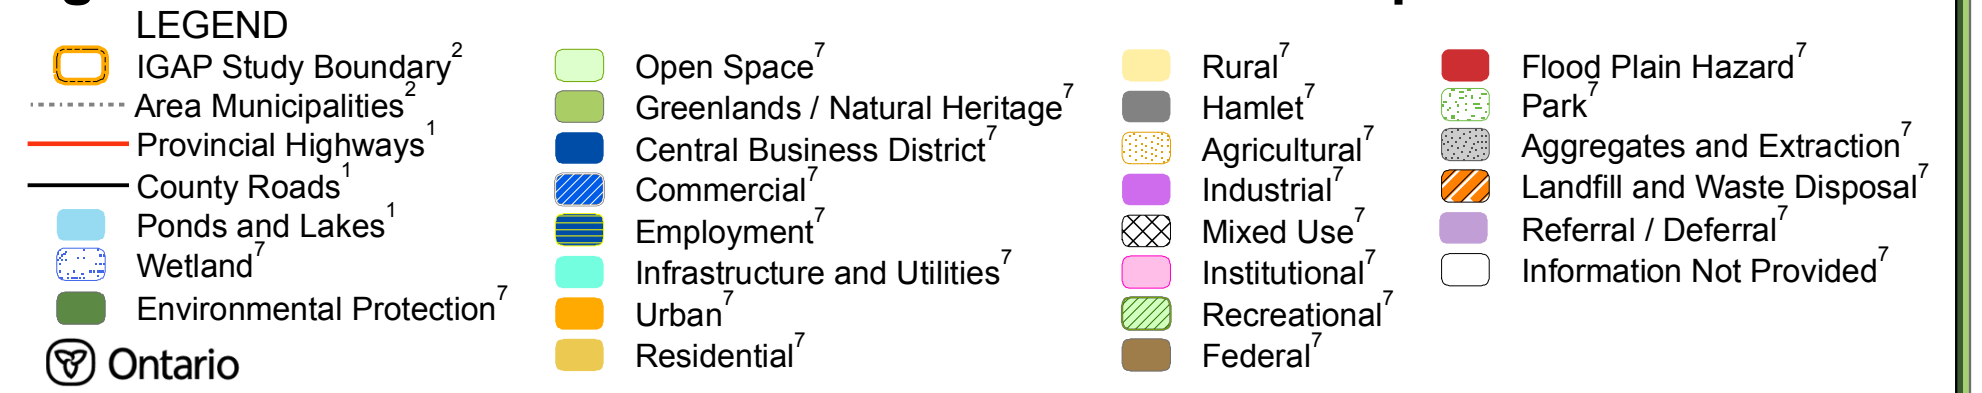 LEGEND
IGAP Study Boundary2
Area Municipalities2
Provincial Highways1
County Roads1
Ponds and Lakes1
Wetland7
Environmental Protection7
Ontario
Open Space7
Greenlands / Natural Heritage7
Central Business District7
Commercial7
Employment7
Infrastructure and Utilities7
Urban7
Residential7
Rural7
Hamlet7
Agricultural7
Industrial7
Mixed Use7
Institutional7
Recreational7
Federal7
Flood Plain Hazard7
Park7
Aggregates and Extraction7
Landfill and Waste Disposal7
Referral / Deferral7
Information Not Provided7